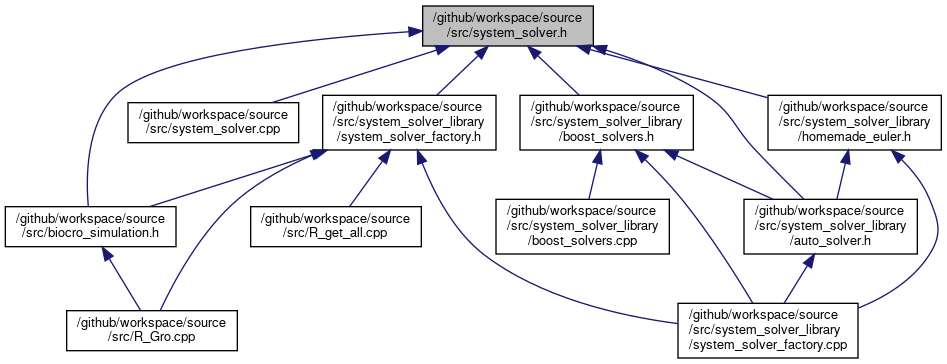 /github/workspace/source
/src/system_solver.h
/github/workspace/source
/src/system_solver.cpp
/github/workspace/source
/src/system_solver_library
/system_solver_factory.h
/github/workspace/source
/src/system_solver_library
/boost_solvers.h
/github/workspace/source
/src/system_solver_library
/homemade_euler.h
/github/workspace/source
/src/biocro_simulation.h
/github/workspace/source
/src/R_get_all.cpp
/github/workspace/source
/src/system_solver_library
/boost_solvers.cpp
/github/workspace/source
/src/system_solver_library
/auto_solver.h
/github/workspace/source
/src/R_Gro.cpp
/github/workspace/source
/src/system_solver_library
/system_solver_factory.cpp